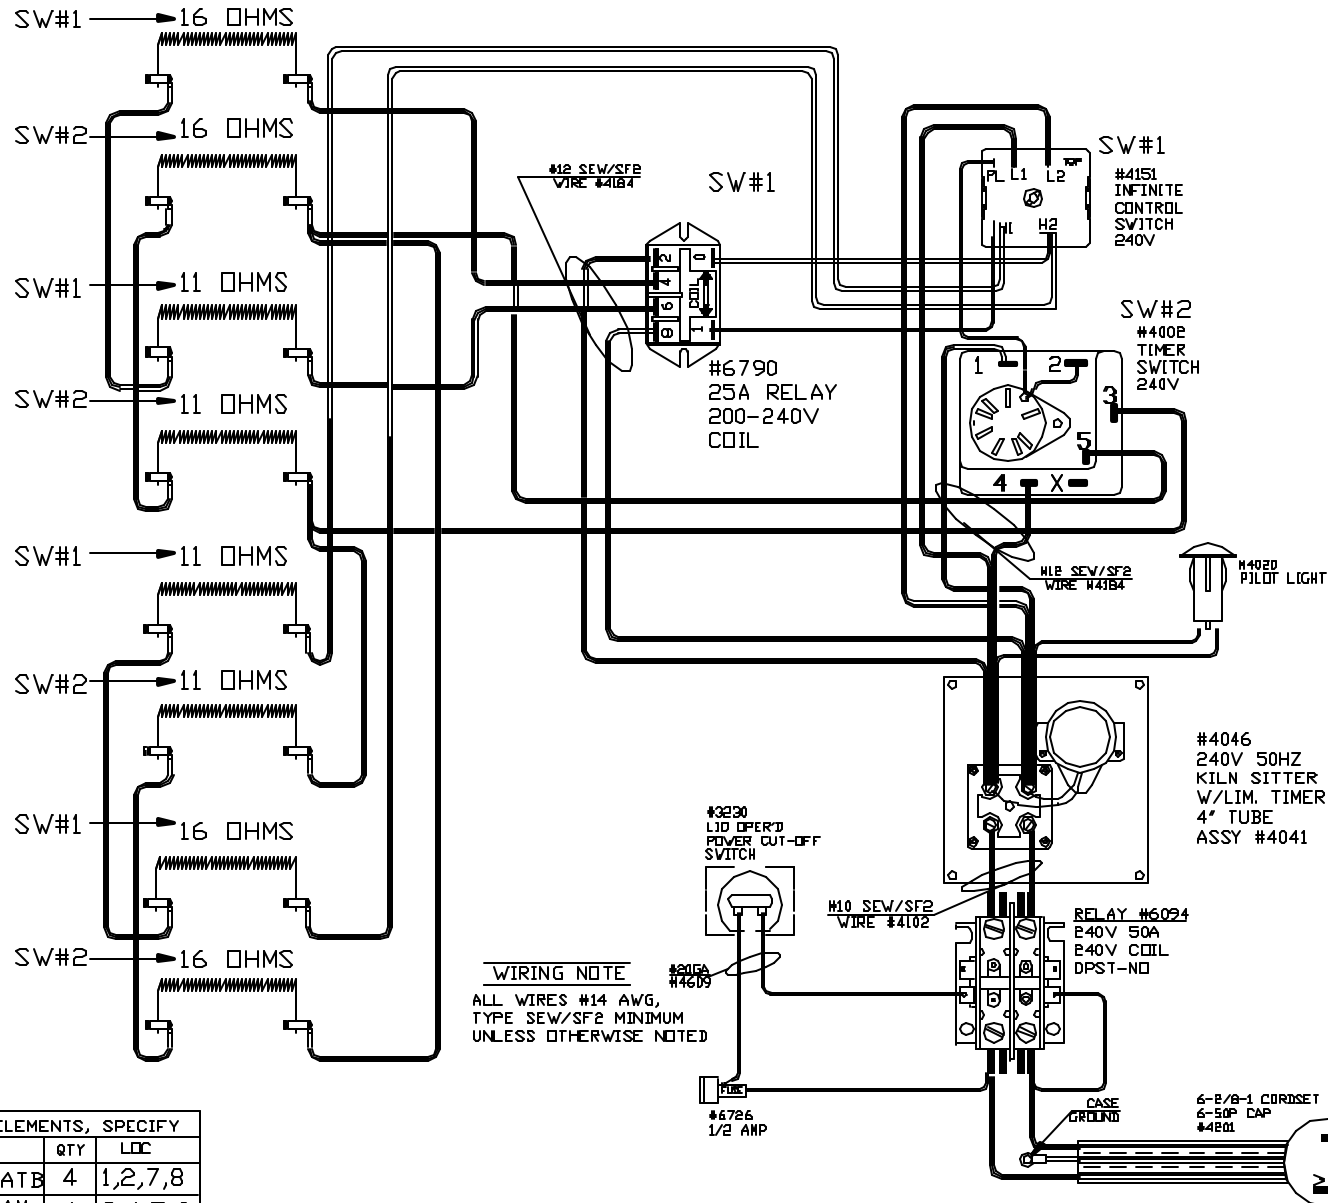 SW#1
16 OHMS
SW#2
16 OHMS
SW#1
11 OHMS
SW#2
11 OHMS
SW#1
11 OHMS
SW#2
11 OHMS
SW#1
16 OHMS
SW#2
16 OHMS
#12 SEW/SF2
WIRE #4184
SW#1
2
0
4
COIL
6
8
1
#6790
25A RELAY
200-240V
COIL
PL
L1
L2
H1
H2
SW#1
#4151
INFINITE
CONTROL
SWITCH
240V
SW#2
#4002
TIMER
SWITCH
240V
1
2
3
5
4
X
#12 SEW/SF2
WIRE #4184
#4020
PILOT LIGHT
#4046
240V 50HZ
KILN SITTER
W/LIM. TIMER
4" TUBE
ASSY #4041
#3230
LID OPER'D
POWER CUT-OFF
SWITCH
#10 SEW/SF2
WIRE #4102
RELAY #6094
240V 50A
240V COIL
DPST-NO
WIRING NOTE
ALL WIRES #14 AWG,
TYPE SEW/SF2 MINIMUM
UNLESS OTHERWISE NOTED
#4609
FUSE
#6726
1/2 AMP
CASE
GROUND
6-2/8-1 CORDSET
6-50P CAP
#4201
ELEMENTS, SPECIFY
QTY
LOC
ATB
4
1,2,7,8